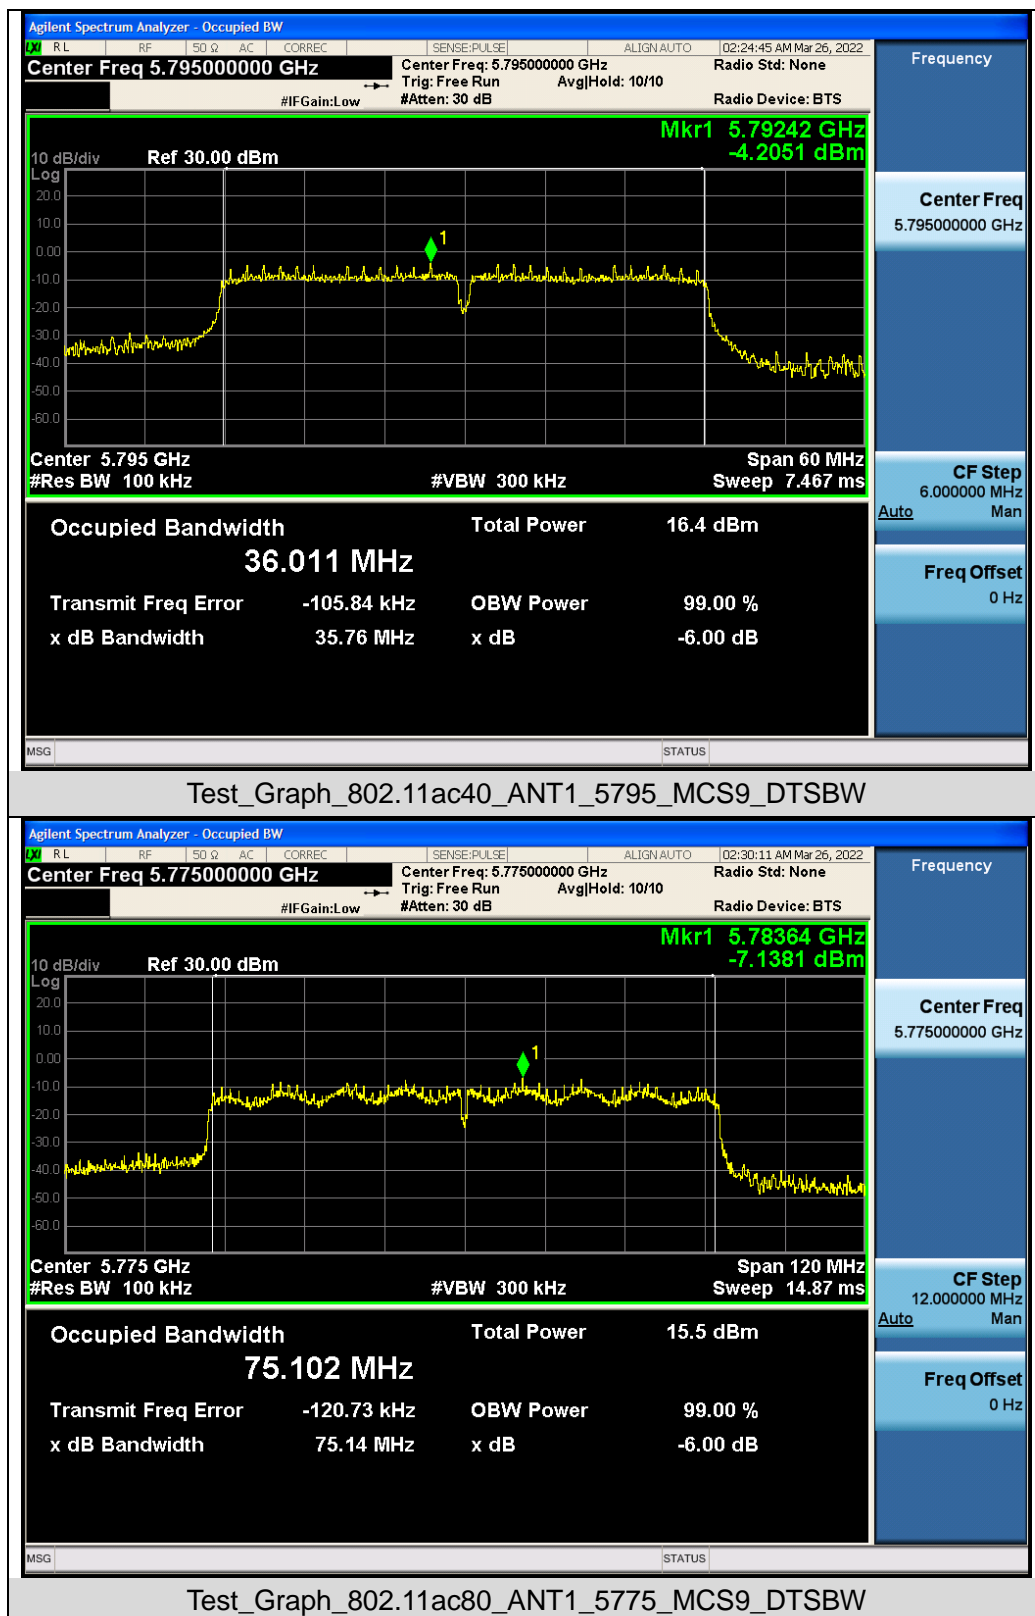 Agilent Spectrum Analyzer - Occupied BW
LXI RL RF 50 Ω AC CORREC SENSE:PULSE ALIGN AUTO 02:24:45 AM Mar 26, 2022
Center Freq 5.795000000 GHz
Center Freq: 5.795000000 GHz Radio Std: None
Trig: Free Run Avg|Hold: 10/10
#IFGain:Low #Atten: 30 dB Radio Device: BTS
Frequency
Mkr1 5.79242 GHz
-4.2051 dBm
10 dB/div Ref 30.00 dBm
Log
20.0
10.0
0.00
-10.0
-20.0
-30.0
-40.0
-50.0
-60.0
1
Center Freq
5.795000000 GHz
Center 5.795 GHz Span 60 MHz
#Res BW 100 kHz #VBW 300 kHz Sweep 7.467 ms
CF Step
6.000000 MHz
Auto Man
Occupied Bandwidth Total Power 16.4 dBm
36.011 MHz
Freq Offset
0 Hz
Transmit Freq Error -105.84 kHz OBW Power 99.00 %
x dB Bandwidth 35.76 MHz x dB -6.00 dB
MSG STATUS
Test_Graph_802.11ac40_ANT1_5795_MCS9_DTSBW
Agilent Spectrum Analyzer - Occupied BW
LXI RL RF 50 Ω AC CORREC SENSE:PULSE ALIGN AUTO 02:30:11 AM Mar 26, 2022
Center Freq 5.775000000 GHz
Center Freq: 5.775000000 GHz Radio Std: None
Trig: Free Run Avg|Hold: 10/10
#IFGain:Low #Atten: 30 dB Radio Device: BTS
Frequency
Mkr1 5.78364 GHz
-7.1381 dBm
10 dB/div Ref 30.00 dBm
Log
20.0
10.0
0.00
-10.0
-20.0
-30.0
-40.0
-50.0
-60.0
1
Center Freq
5.775000000 GHz
Center 5.775 GHz Span 120 MHz
#Res BW 100 kHz #VBW 300 kHz Sweep 14.87 ms
CF Step
12.000000 MHz
Auto Man
Occupied Bandwidth Total Power 15.5 dBm
75.102 MHz
Freq Offset
0 Hz
Transmit Freq Error -120.73 kHz OBW Power 99.00 %
x dB Bandwidth 75.14 MHz x dB -6.00 dB
MSG STATUS
Test_Graph_802.11ac80_ANT1_5775_MCS9_DTSBW